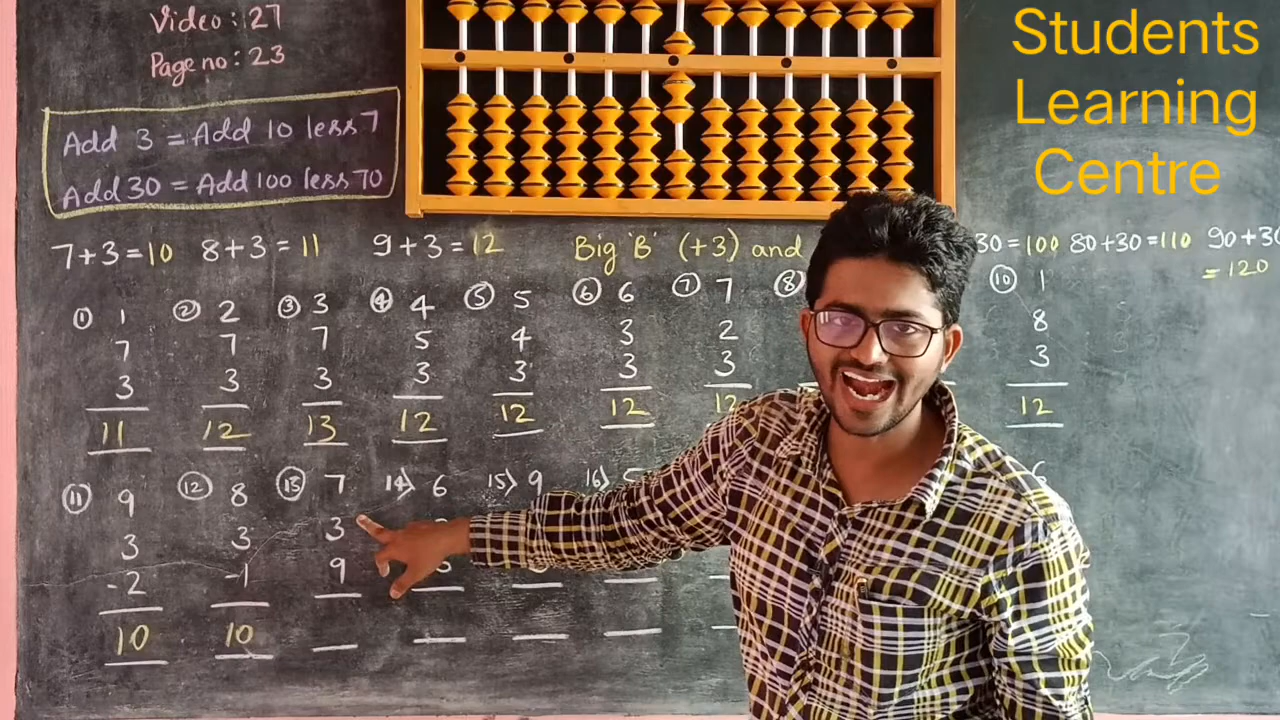 Video: 27
Page no: 23
Students
Learning
Centre
Add 3 = Add 10 less 7
Add 30 = Add 100 less 70
7+3=10 8+3=11 9+3=12 Big 'B' (+3) and 30=100 80+30=110 90+30
=120
① 1 ② 2 ③ 3 ④ 4 ⑤ 5 ⑥ 6 ⑦ 7 ⑧ ⑩ 1
7 7 7 5 4 3 2 8
3 3 3 3 3 3 3 3
11 12 13 12 12 12 12 12
⑪ 9 ⑫ 8 ⑬ 7 14) 6 15) 9 16)
3 3 3
-2 -1 9
10 10